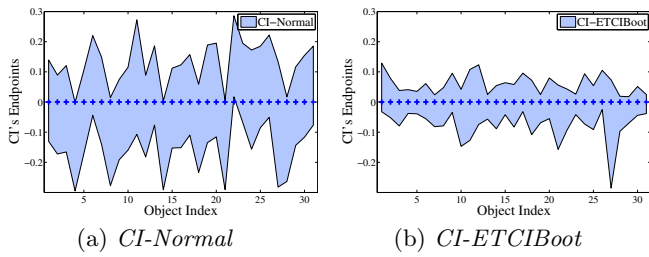 0.3
0.2
0.1
0
−0.1
−0.2
CI's Endpoints
5 10 15 20 25 30
Object Index
CI−Normal
(a) CI-Normal
0.3
0.2
0.1
0
−0.1
−0.2
CI's Endpoints
5 10 15 20 25 30
Object Index
CI−ETCIBoot
(b) CI-ETCIBoot